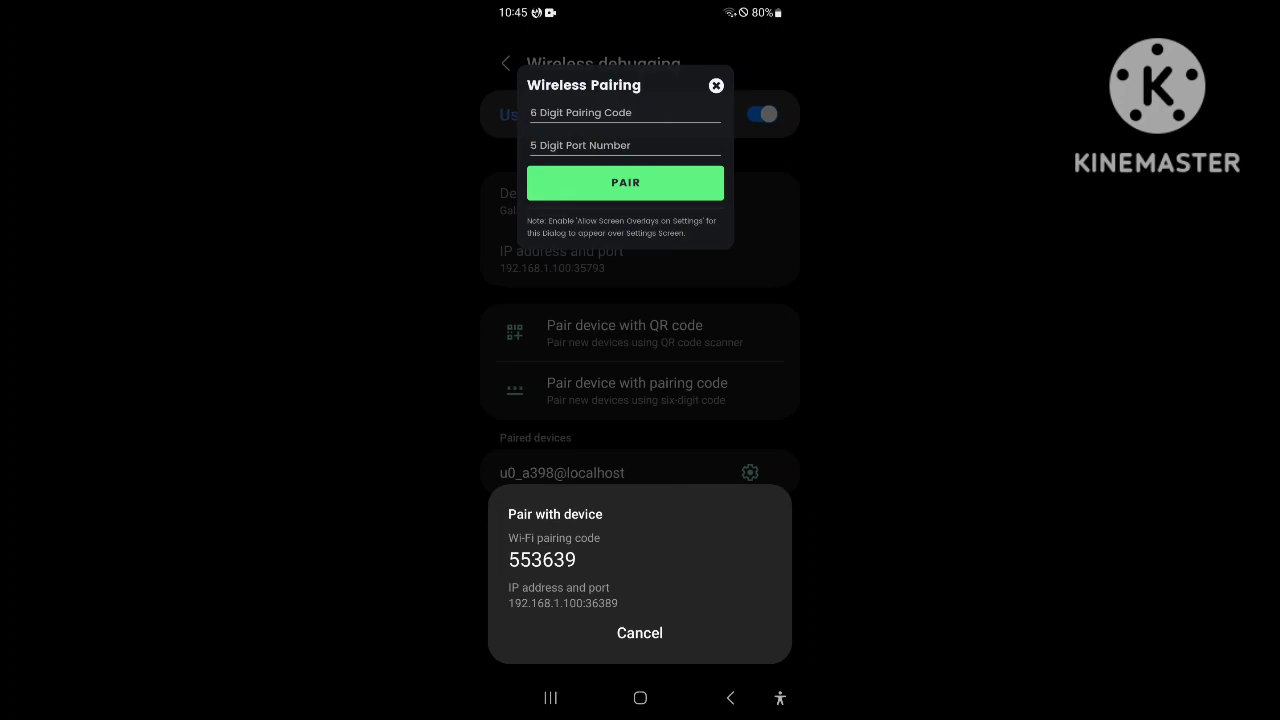 10:45
80%
Wireless debugging
Wireless Pairing
6 Digit Pairing Code
Us
5 Digit Port Number
PAIR
De
Gal
Note: Enable 'Allow Screen Overlays on Settings' for
this Dialog to appear over Settings Screen.
IP address and port
192.168.1.100:35793
Pair device with QR code
Pair new devices using QR code scanner
Pair device with pairing code
Pair new devices using six-digit code
Paired devices
u0_a398@localhost
Pair with device
Wi-Fi pairing code
553639
IP address and port
192.168.1.100:36389
Cancel
K
KINEMASTER